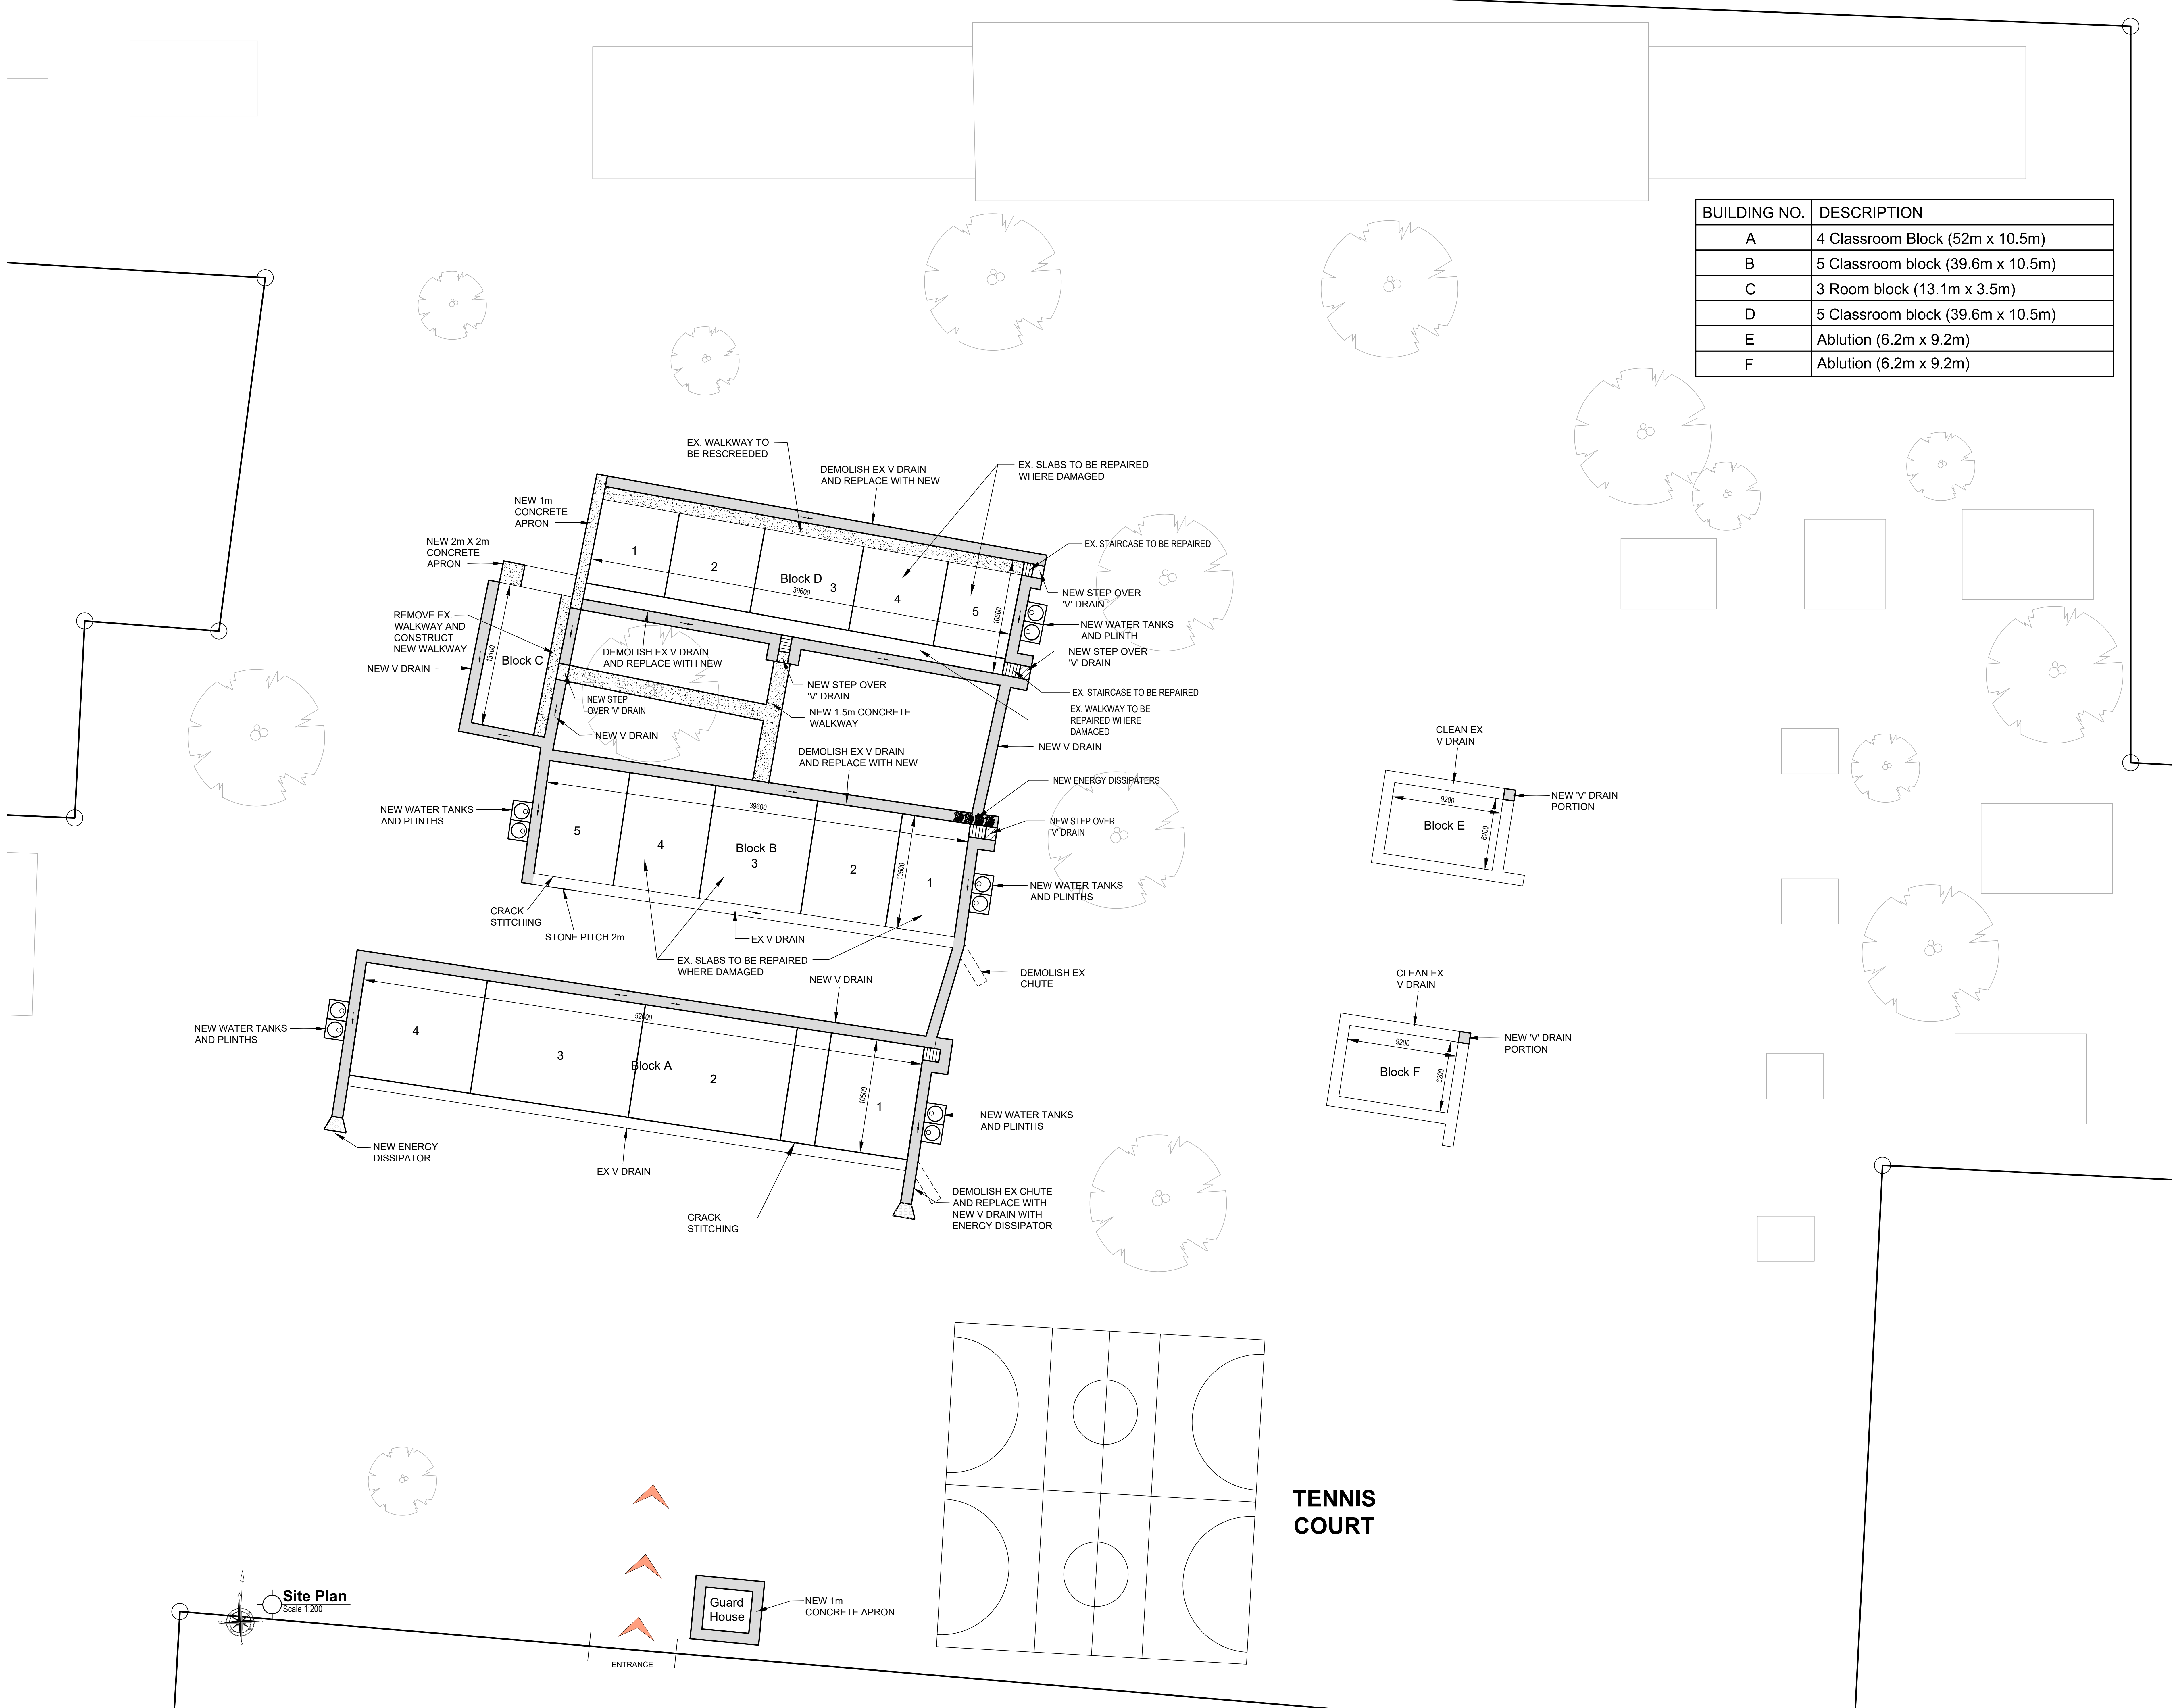 BUILDING NO. DESCRIPTION
A 4 Classroom Block (52m x 10.5m)
B 5 Classroom block (39.6m x 10.5m)
C 3 Room block (13.1m x 3.5m)
D 5 Classroom block (39.6m x 10.5m)
E Ablution (6.2m x 9.2m)
F Ablution (6.2m x 9.2m)
EX. WALKWAY TO
BE RESCREEDED
DEMOLISH EX V DRAIN
AND REPLACE WITH NEW
EX. SLABS TO BE REPAIRED
WHERE DAMAGED
NEW 1m
CONCRETE
APRON
NEW 2m X 2m
CONCRETE
APRON
EX. STAIRCASE TO BE REPAIRED
1
2
Block D
39600
3
4
5
10500
NEW STEP OVER
'V' DRAIN
NEW WATER TANKS
AND PLINTH
NEW STEP OVER
'V' DRAIN
EX. STAIRCASE TO BE REPAIRED
EX. WALKWAY TO BE
REPAIRED WHERE
DAMAGED
REMOVE EX.
WALKWAY AND
CONSTRUCT
NEW WALKWAY
NEW V DRAIN
13100
Block C
DEMOLISH EX V DRAIN
AND REPLACE WITH NEW
NEW STEP
OVER 'V' DRAIN
NEW STEP OVER
'V' DRAIN
NEW 1.5m CONCRETE
WALKWAY
NEW V DRAIN
NEW V DRAIN
DEMOLISH EX V DRAIN
AND REPLACE WITH NEW
NEW ENERGY DISSIPATERS
NEW STEP OVER
'V' DRAIN
NEW WATER TANKS
AND PLINTHS
39600
5
4
Block B
3
2
10500
1
NEW WATER TANKS
AND PLINTHS
CRACK
STITCHING
STONE PITCH 2m
EX V DRAIN
EX. SLABS TO BE REPAIRED
WHERE DAMAGED
NEW V DRAIN
DEMOLISH EX
CHUTE
NEW WATER TANKS
AND PLINTHS
52000
4
3
Block A
2
10500
1
NEW WATER TANKS
AND PLINTHS
NEW ENERGY
DISSIPATOR
EX V DRAIN
CRACK
STITCHING
DEMOLISH EX CHUTE
AND REPLACE WITH
NEW V DRAIN WITH
ENERGY DISSIPATOR
CLEAN EX
V DRAIN
9200
Block E
6200
NEW 'V' DRAIN
PORTION
CLEAN EX
V DRAIN
9200
Block F
6200
NEW 'V' DRAIN
PORTION
TENNIS
COURT
Site Plan
Scale 1:200
Guard
House
NEW 1m
CONCRETE APRON
ENTRANCE